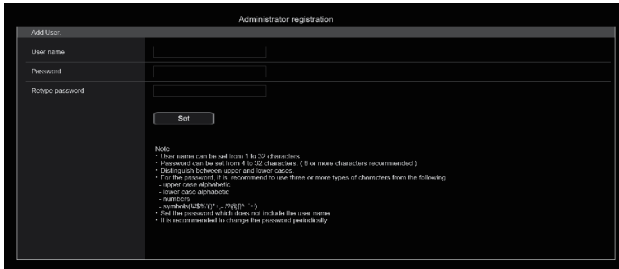 Administrator registration
Add User.
User name
Password
Retype password
Set
Note
* User name can be set from 1 to 32 characters.
* Password can be set from 4 to 32 characters. ( 8 or more characters recommended )
* Distinguish between upper and lower cases.
* For the password, it is recommend to use three or more types of characters from the following
- upper case alphabetic
- lower case alphabetic
- numbers
- symbols
* Set the password which does not include the user name
* It is recommended to change the password periodically